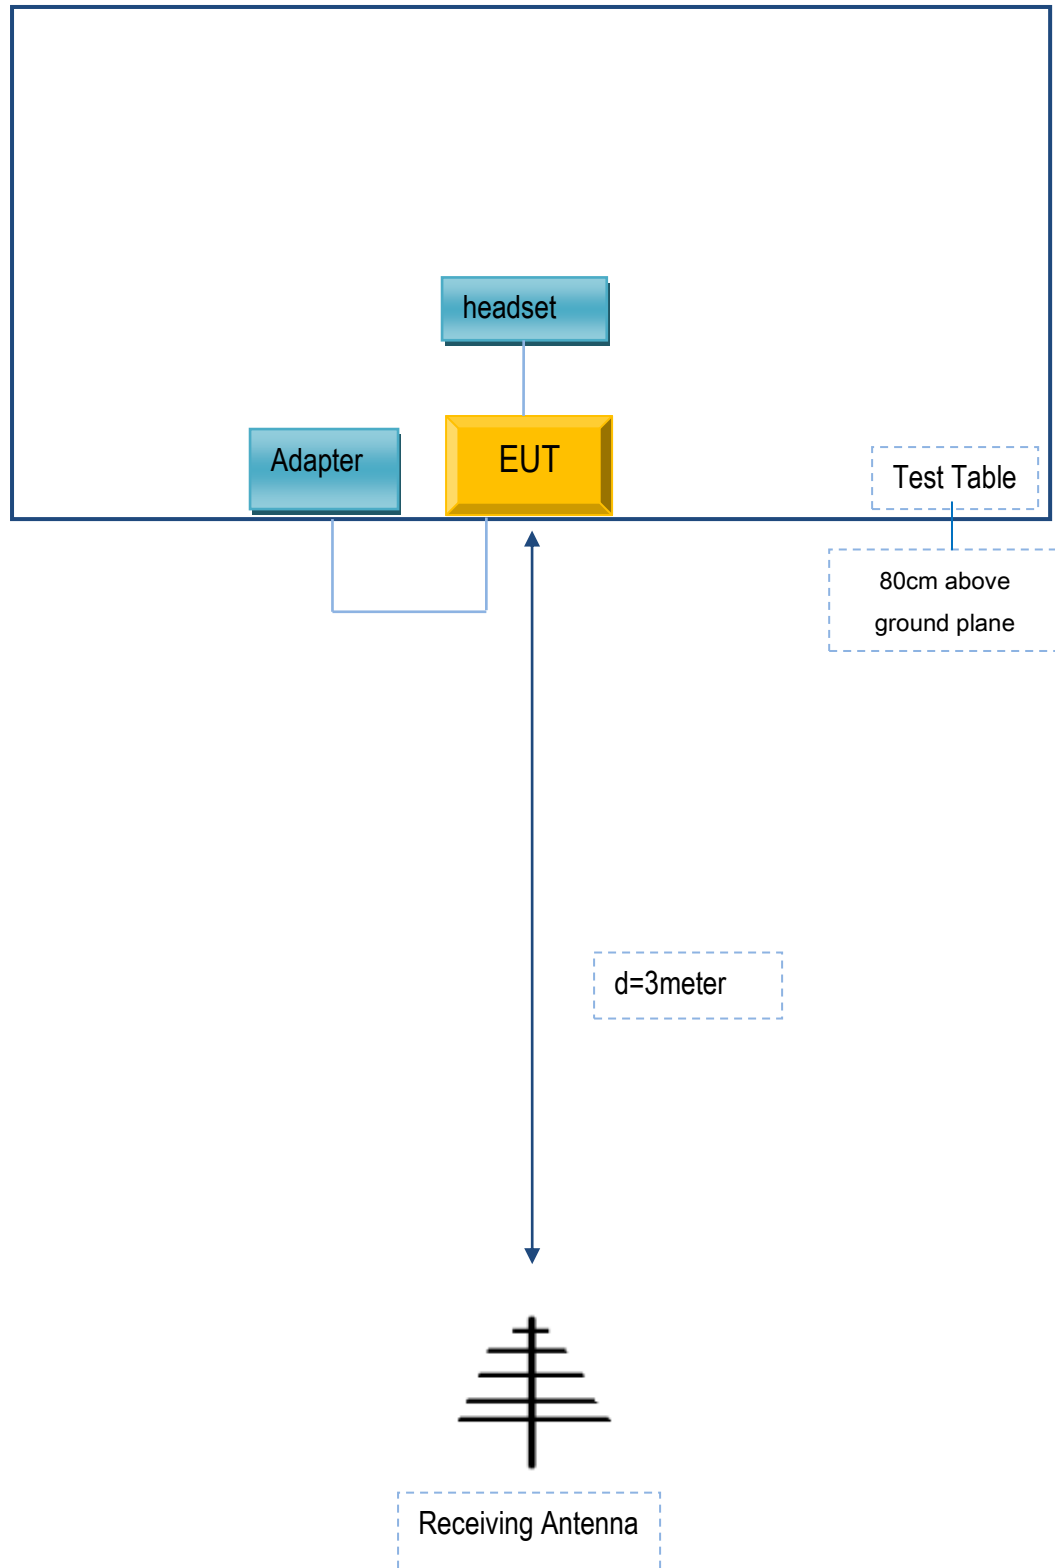 headset
Adapter
EUT
Test Table
80cm above
ground plane
d=3meter
Receiving Antenna